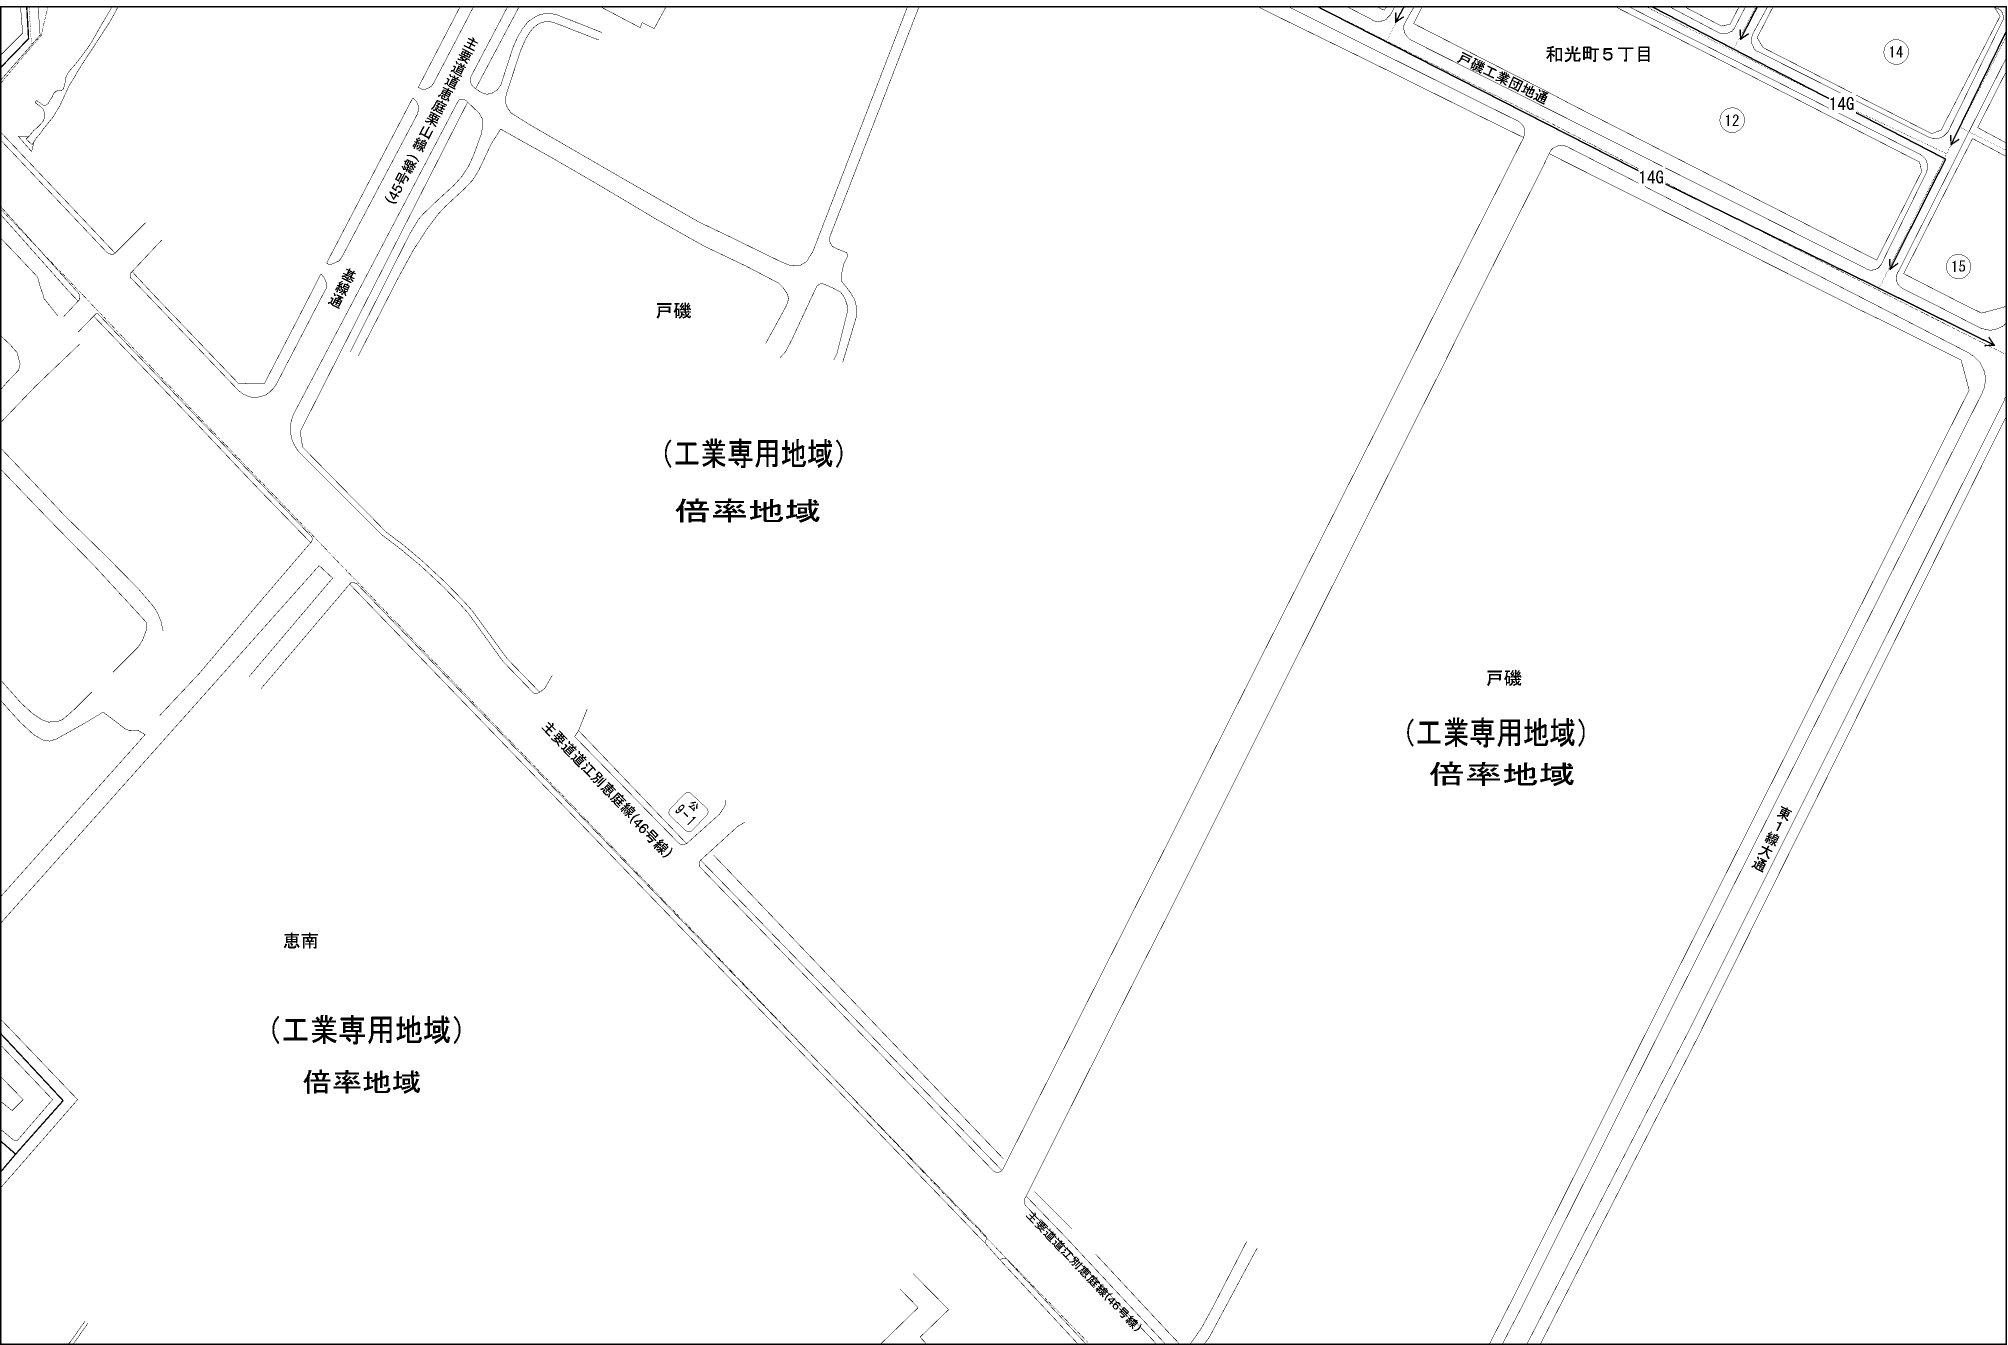 和光町5丁目
戸磯工業団地通
14
12
14G
14G
15
主要道道恵庭栗山線
(45号線)
基線通
戸磯
(工業専用地域)
倍率地域
戸磯
(工業専用地域)
倍率地域
東1線大通
主要道道江別恵庭線(46号線)
公
9-1
恵南
(工業専用地域)
倍率地域
主要道道江別恵庭線(46号線)